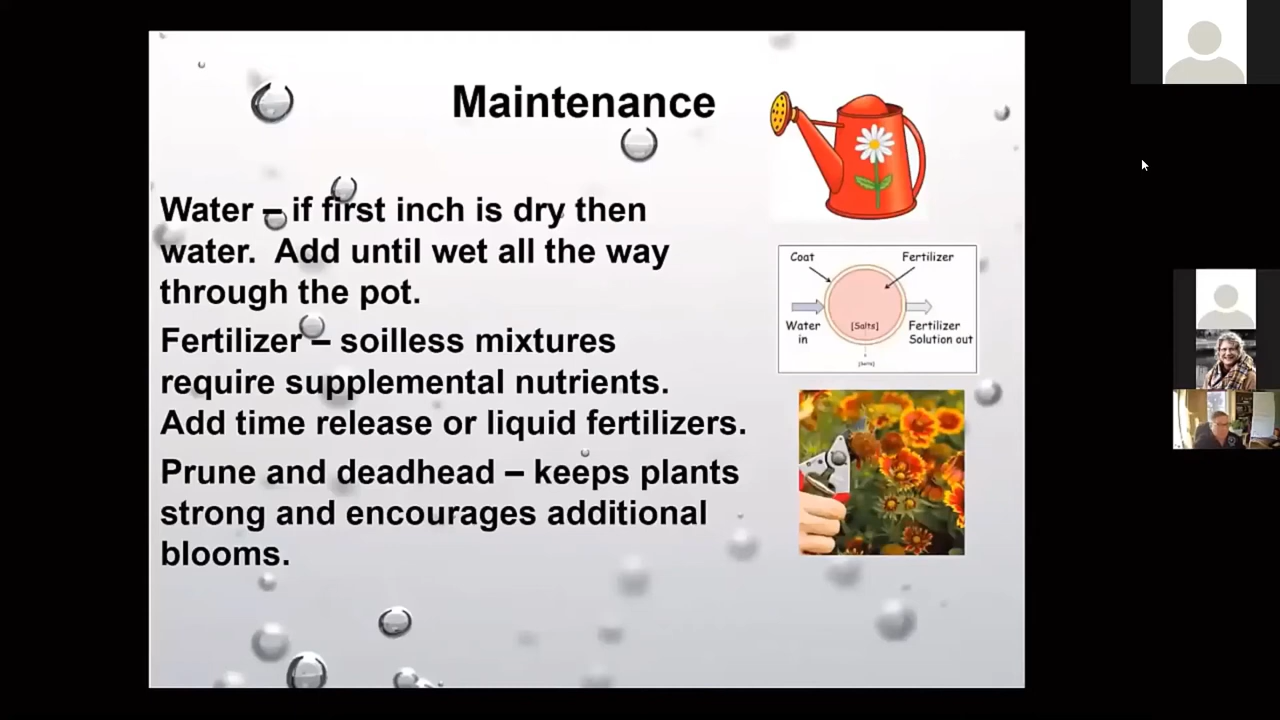 Maintenance
Water – if first inch is dry then
water. Add until wet all the way
through the pot.
Fertilizer – soilless mixtures
require supplemental nutrients.
Add time release or liquid fertilizers.
Prune and deadhead – keeps plants
strong and encourages additional
blooms.
Coat
Fertilizer
[Salts]
Water
in
Fertilizer
Solution out
[Salts]